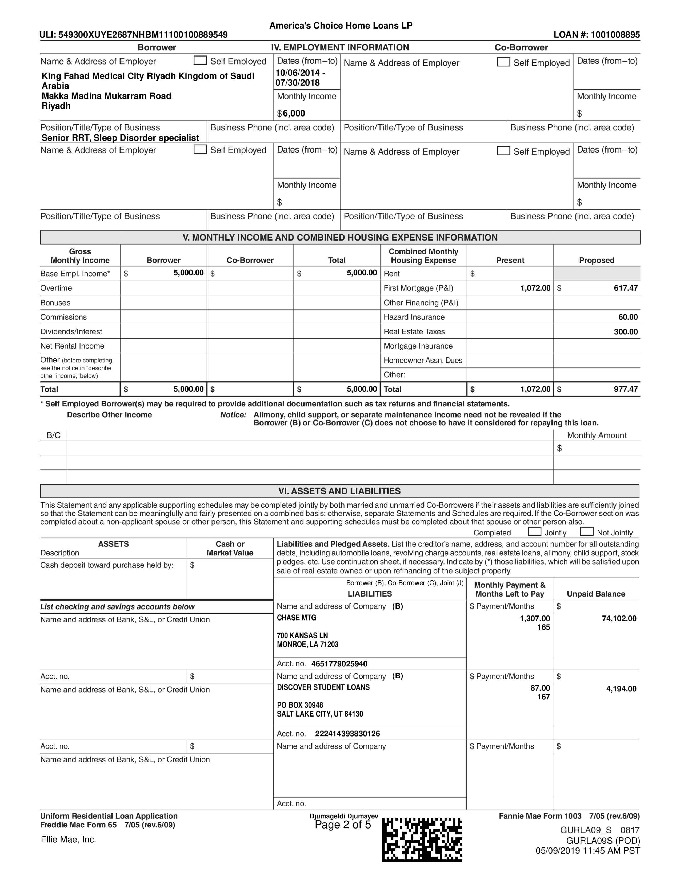 America's Choice Home Loans LP
ULI: 549300XUYE2687NHBM11100100889549 LOAN #: 1001008895
Borrower IV. EMPLOYMENT INFORMATION Co-Borrower
Name & Address of Employer Self Employed Dates (from–to) Name & Address of Employer Self Employed Dates (from–to)
King Fahad Medical City Riyadh Kingdom of Saudi Arabia
Makka Madina Mukarram Road
Riyadh
10/06/2014 -
07/30/2018
Monthly Income Monthly Income
$6,000 $
Position/Title/Type of Business Business Phone (incl. area code) Position/Title/Type of Business Business Phone (incl. area code)
Senior RRT, Sleep Disorder specialist
Name & Address of Employer Self Employed Dates (from–to) Name & Address of Employer Self Employed Dates (from–to)
Monthly Income Monthly Income
$ $
Position/Title/Type of Business Business Phone (incl. area code) Position/Title/Type of Business Business Phone (incl. area code)
V. MONTHLY INCOME AND COMBINED HOUSING EXPENSE INFORMATION
Gross Monthly Income Borrower Co-Borrower Total Combined Monthly Housing Expense Present Proposed
Base Empl. Income* $ 5,000.00 $ $ 5,000.00 Rent $
Overtime First Mortgage (P&I) 1,072.00 $ 617.47
Bonuses Other Financing (P&I)
Commissions Hazard Insurance 60.00
Dividends/Interest Real Estate Taxes 300.00
Net Rental Income Mortgage Insurance
Other (before completing, see the notice in "describe other income, below) Homeowner Assn. Dues
Other:
Total $ 5,000.00 $ $ 5,000.00 Total $ 1,072.00 $ 977.47
* Self Employed Borrower(s) may be required to provide additional documentation such as tax returns and financial statements.
Describe Other Income Notice: Alimony, child support, or separate maintenance income need not be revealed if the
Borrower (B) or Co-Borrower (C) does not choose to have it considered for repaying this loan.
B/C Monthly Amount
$
VI. ASSETS AND LIABILITIES
This Statement and any applicable supporting schedules may be completed jointly by both married and unmarried Co-Borrowers if their assets and liabilities are sufficiently joined
so that the Statement can be meaningfully and fairly presented on a combined basis; otherwise, separate Statements and Schedules are required. If the Co-Borrower section was
completed about a non-applicant spouse or other person, this Statement and supporting schedules must be completed about that spouse or other person also.
Completed Jointly Not Jointly
ASSETS
Description
Cash or
Market Value
Cash deposit toward purchase held by: $
Liabilities and Pledged Assets. List the creditor's name, address, and account number for all outstanding
debts, including automobile loans, revolving charge accounts, real estate loans, alimony, child support, stock
pledges, etc. Use continuation sheet, if necessary. Indicate by (*) those liabilities, which will be satisfied upon
sale of real estate owned or upon refinancing of the subject property.
Borrower (B), Co-Borrower (C), Joint (J)
LIABILITIES
Monthly Payment &
Months Left to Pay
Unpaid Balance
List checking and savings accounts below Name and address of Company (B) $ Payment/Months $
Name and address of Bank, S&L, or Credit Union CHASE MTG 1,307.00 74,102.00
165
700 KANSAS LN
MONROE, LA 71203
Acct. no. 4651779025940
Acct. no. $ Name and address of Company (B) $ Payment/Months $
Name and address of Bank, S&L, or Credit Union DISCOVER STUDENT LOANS 87.00 4,194.00
167
PO BOX 30948
SALT LAKE CITY, UT 84130
Acct. no. 222414393830126
Acct. no. $ Name and address of Company $ Payment/Months $
Name and address of Bank, S&L, or Credit Union
Acct. no.
Uniform Residential Loan Application Djumageldi Djumayev Fannie Mae Form 1003 7/05 (rev.6/09)
Freddie Mac Form 65 7/05 (rev.6/09) Page 2 of 5
Ellie Mae, Inc.
GURLA09_S 0817
GURLA09S (POD)
05/09/2019 11:45 AM PST